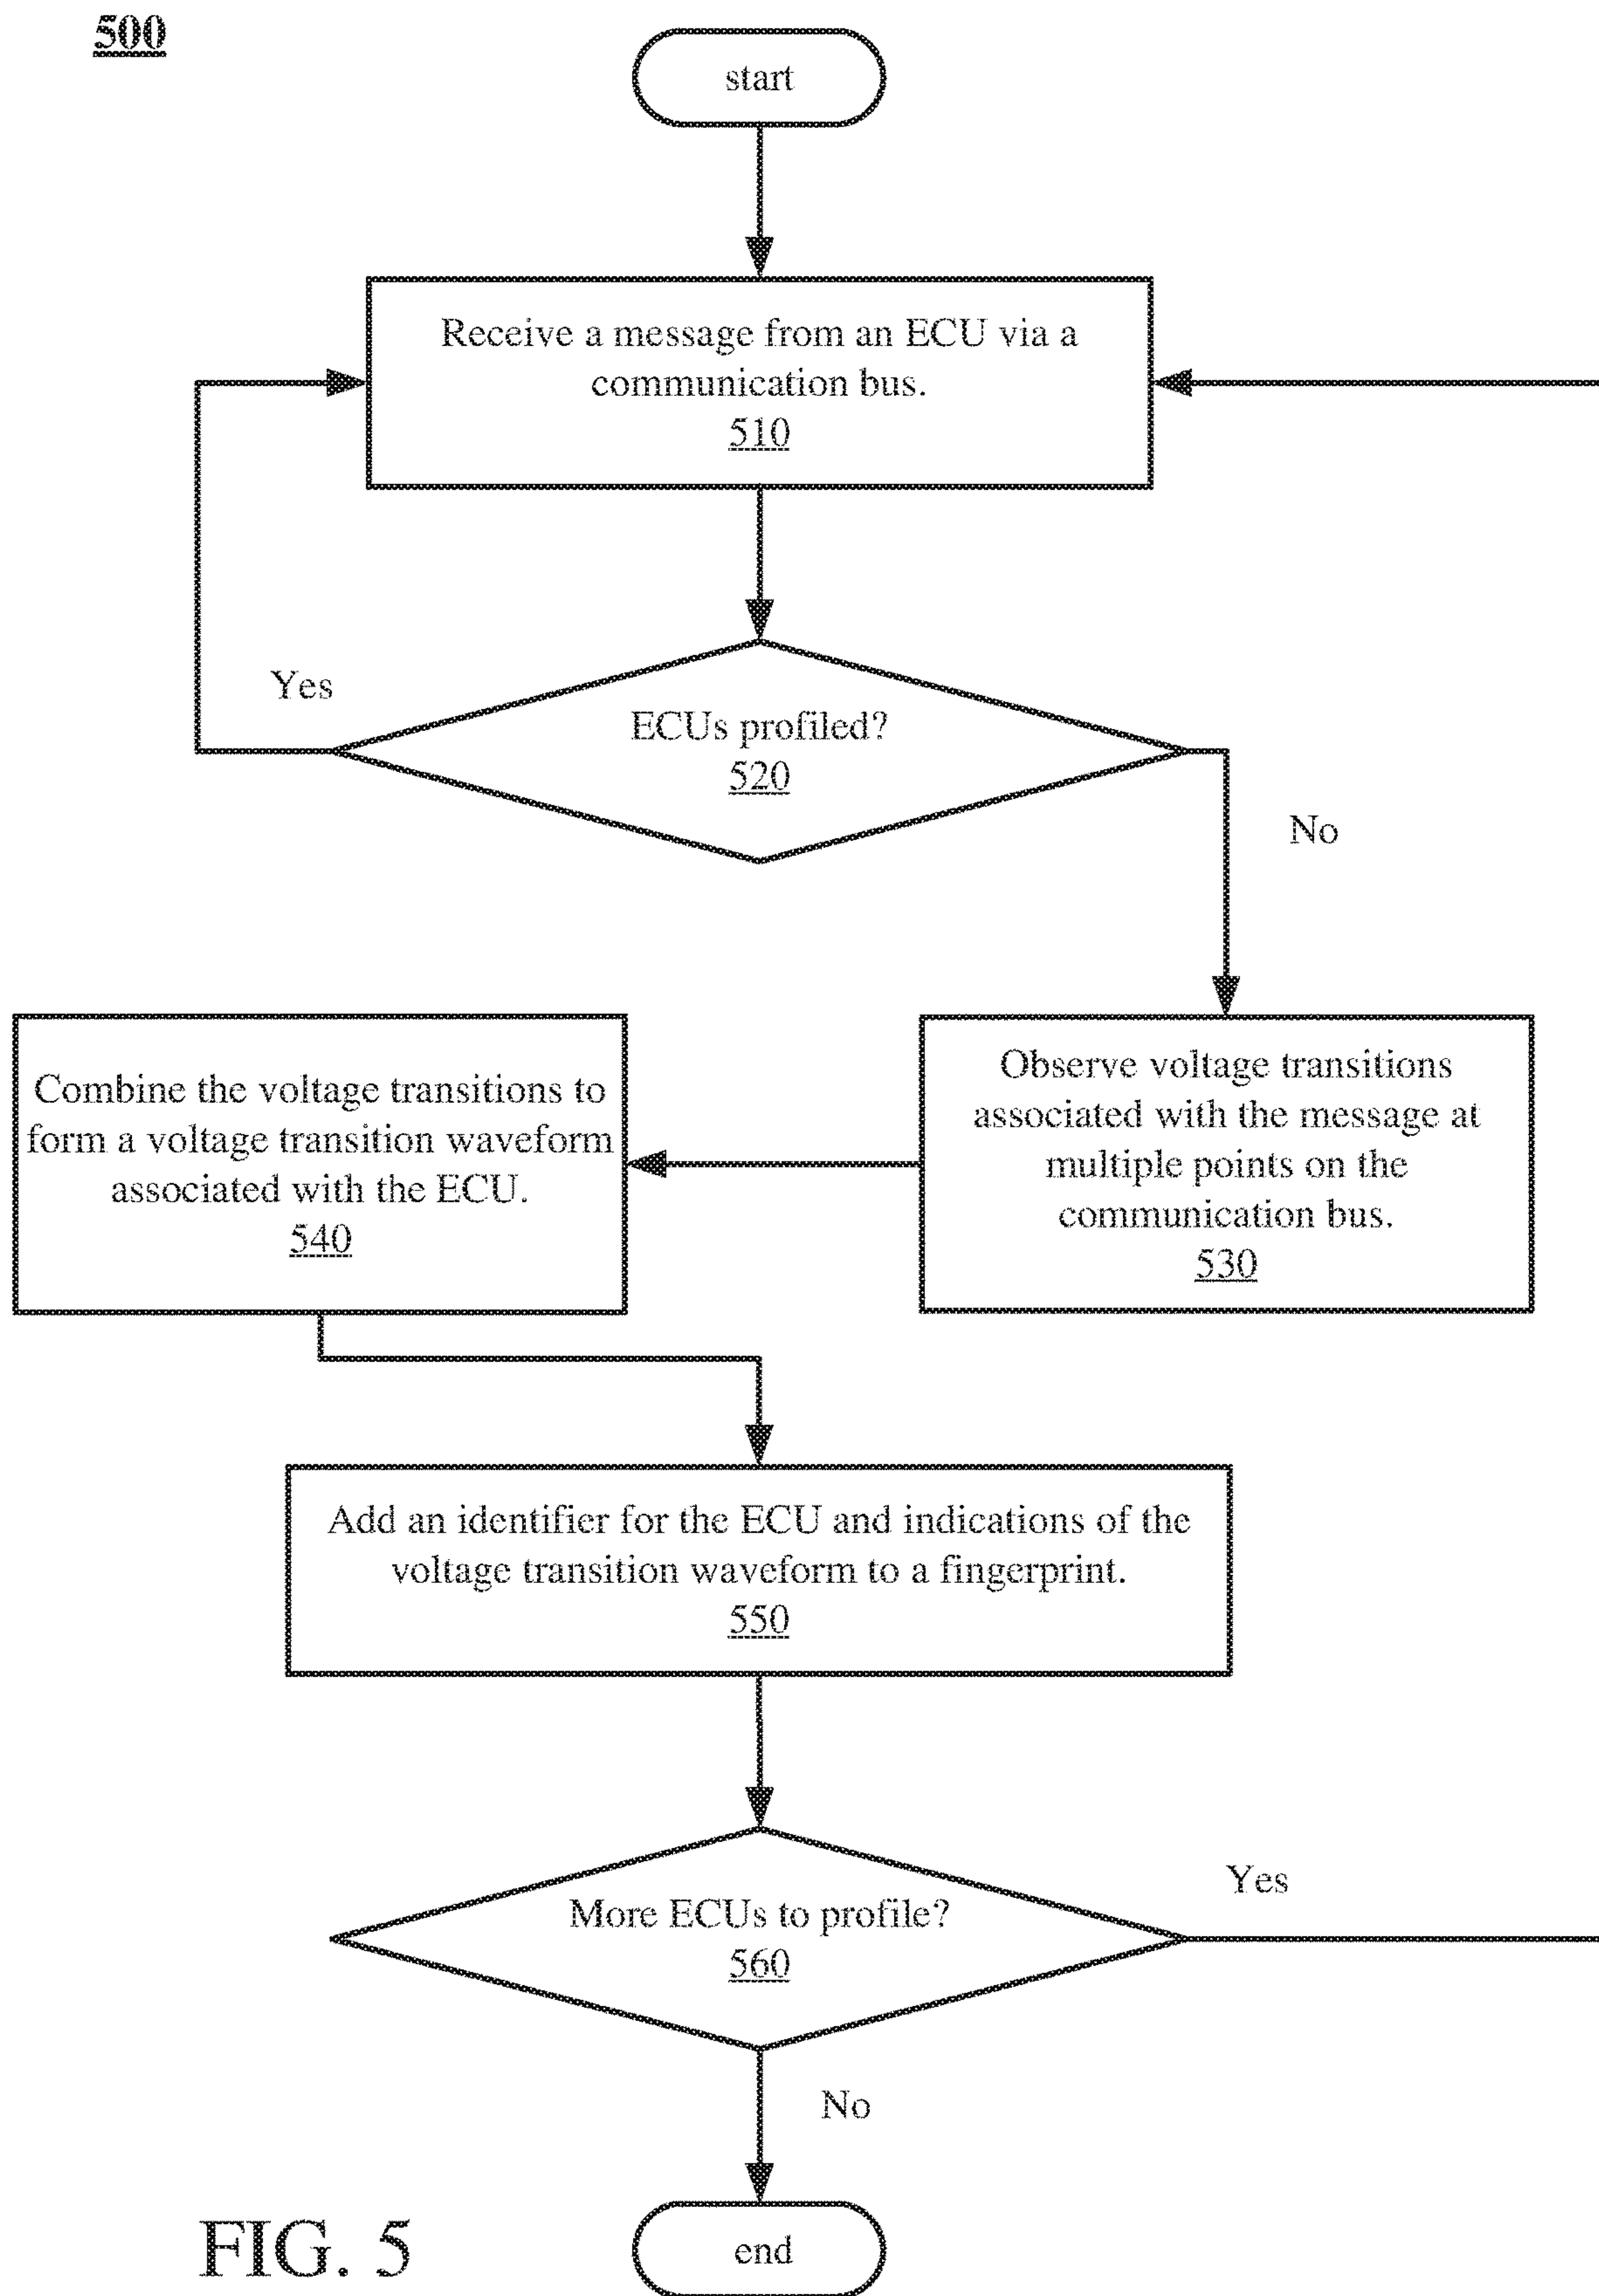 500
start
Receive a message from an ECU via a
communication bus.
510
Yes
ECUs profiled?
520
No
Combine the voltage transitions to
form a voltage transition waveform
associated with the ECU.
540
Observe voltage transitions
associated with the message at
multiple points on the
communication bus.
530
Add an identifier for the ECU and indications of the
voltage transition waveform to a fingerprint.
550
More ECUs to profile?
560
Yes
No
end
FIG. 5